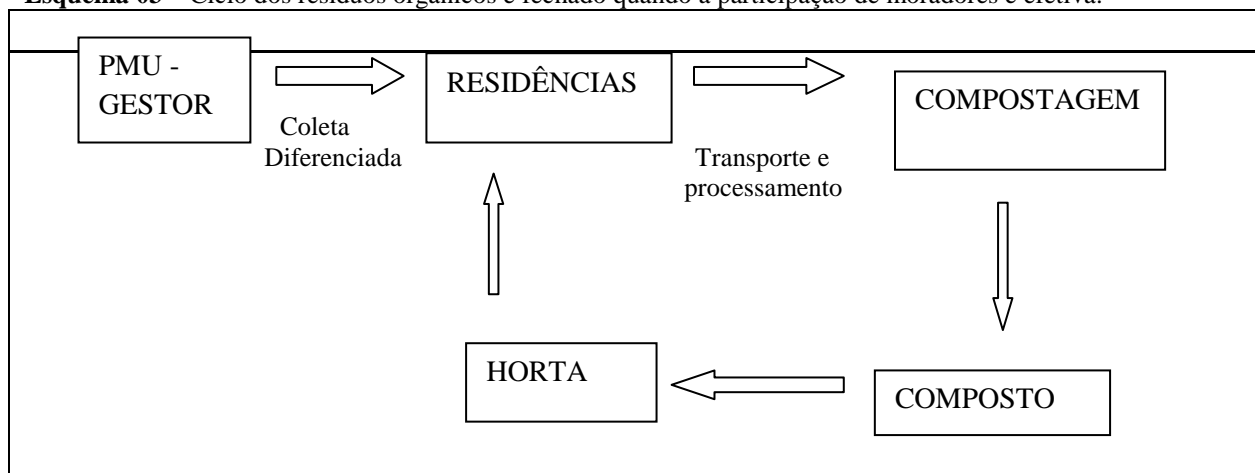 Esquema 03 – Ciclo dos resíduos orgânicos é fechado quando a participação de moradores é efetiva.
PMU -
GESTOR
Coleta
Diferenciada
RESIDÊNCIAS
Transporte e
processamento
COMPOSTAGEM
HORTA
COMPOSTO